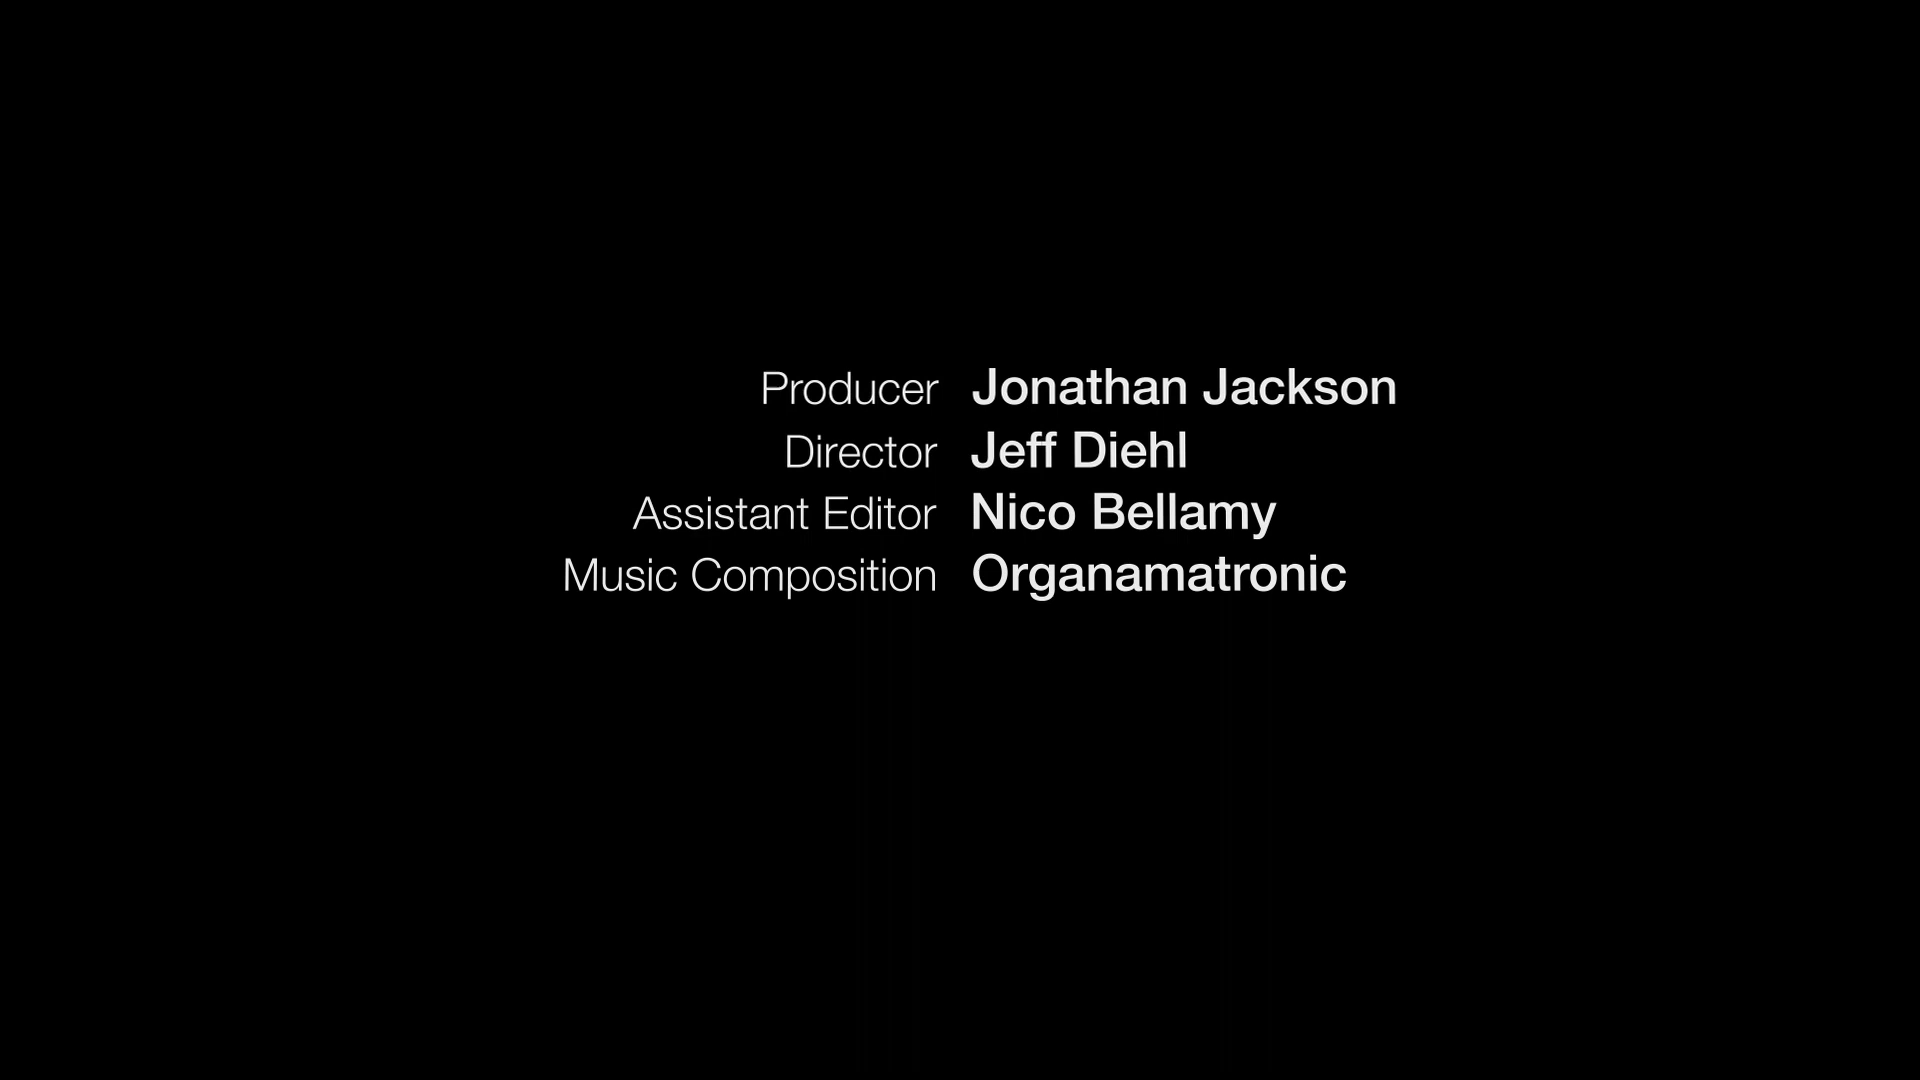 Producer Jonathan Jackson
Director Jeff Diehl
Assistant Editor Nico Bellamy
Music Composition Organamatronic